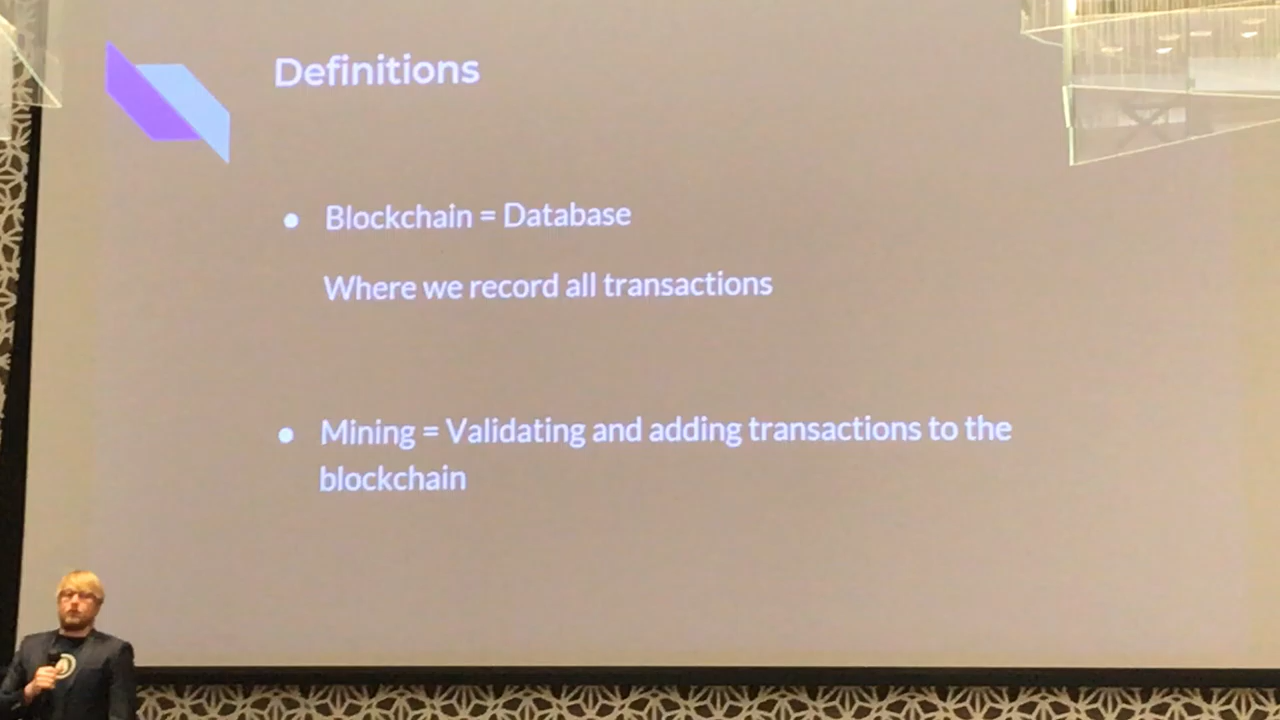 Definitions
• Blockchain = Database
Where we record all transactions
• Mining = Validating and adding transactions to the
blockchain